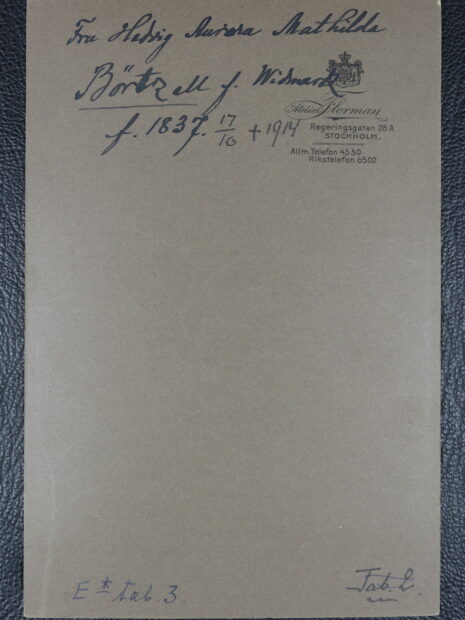 Fru Hedvig Aurora Mathilda
Börtzell f. Widmark
f. 1837. 17/10 + 1914
Atelier Florman
Regeringsgatan 28 A
STOCKHOLM.
Allm. Telefon 43 50
Rikstelefon 6502
E * tab. 3.
Tab. 2.